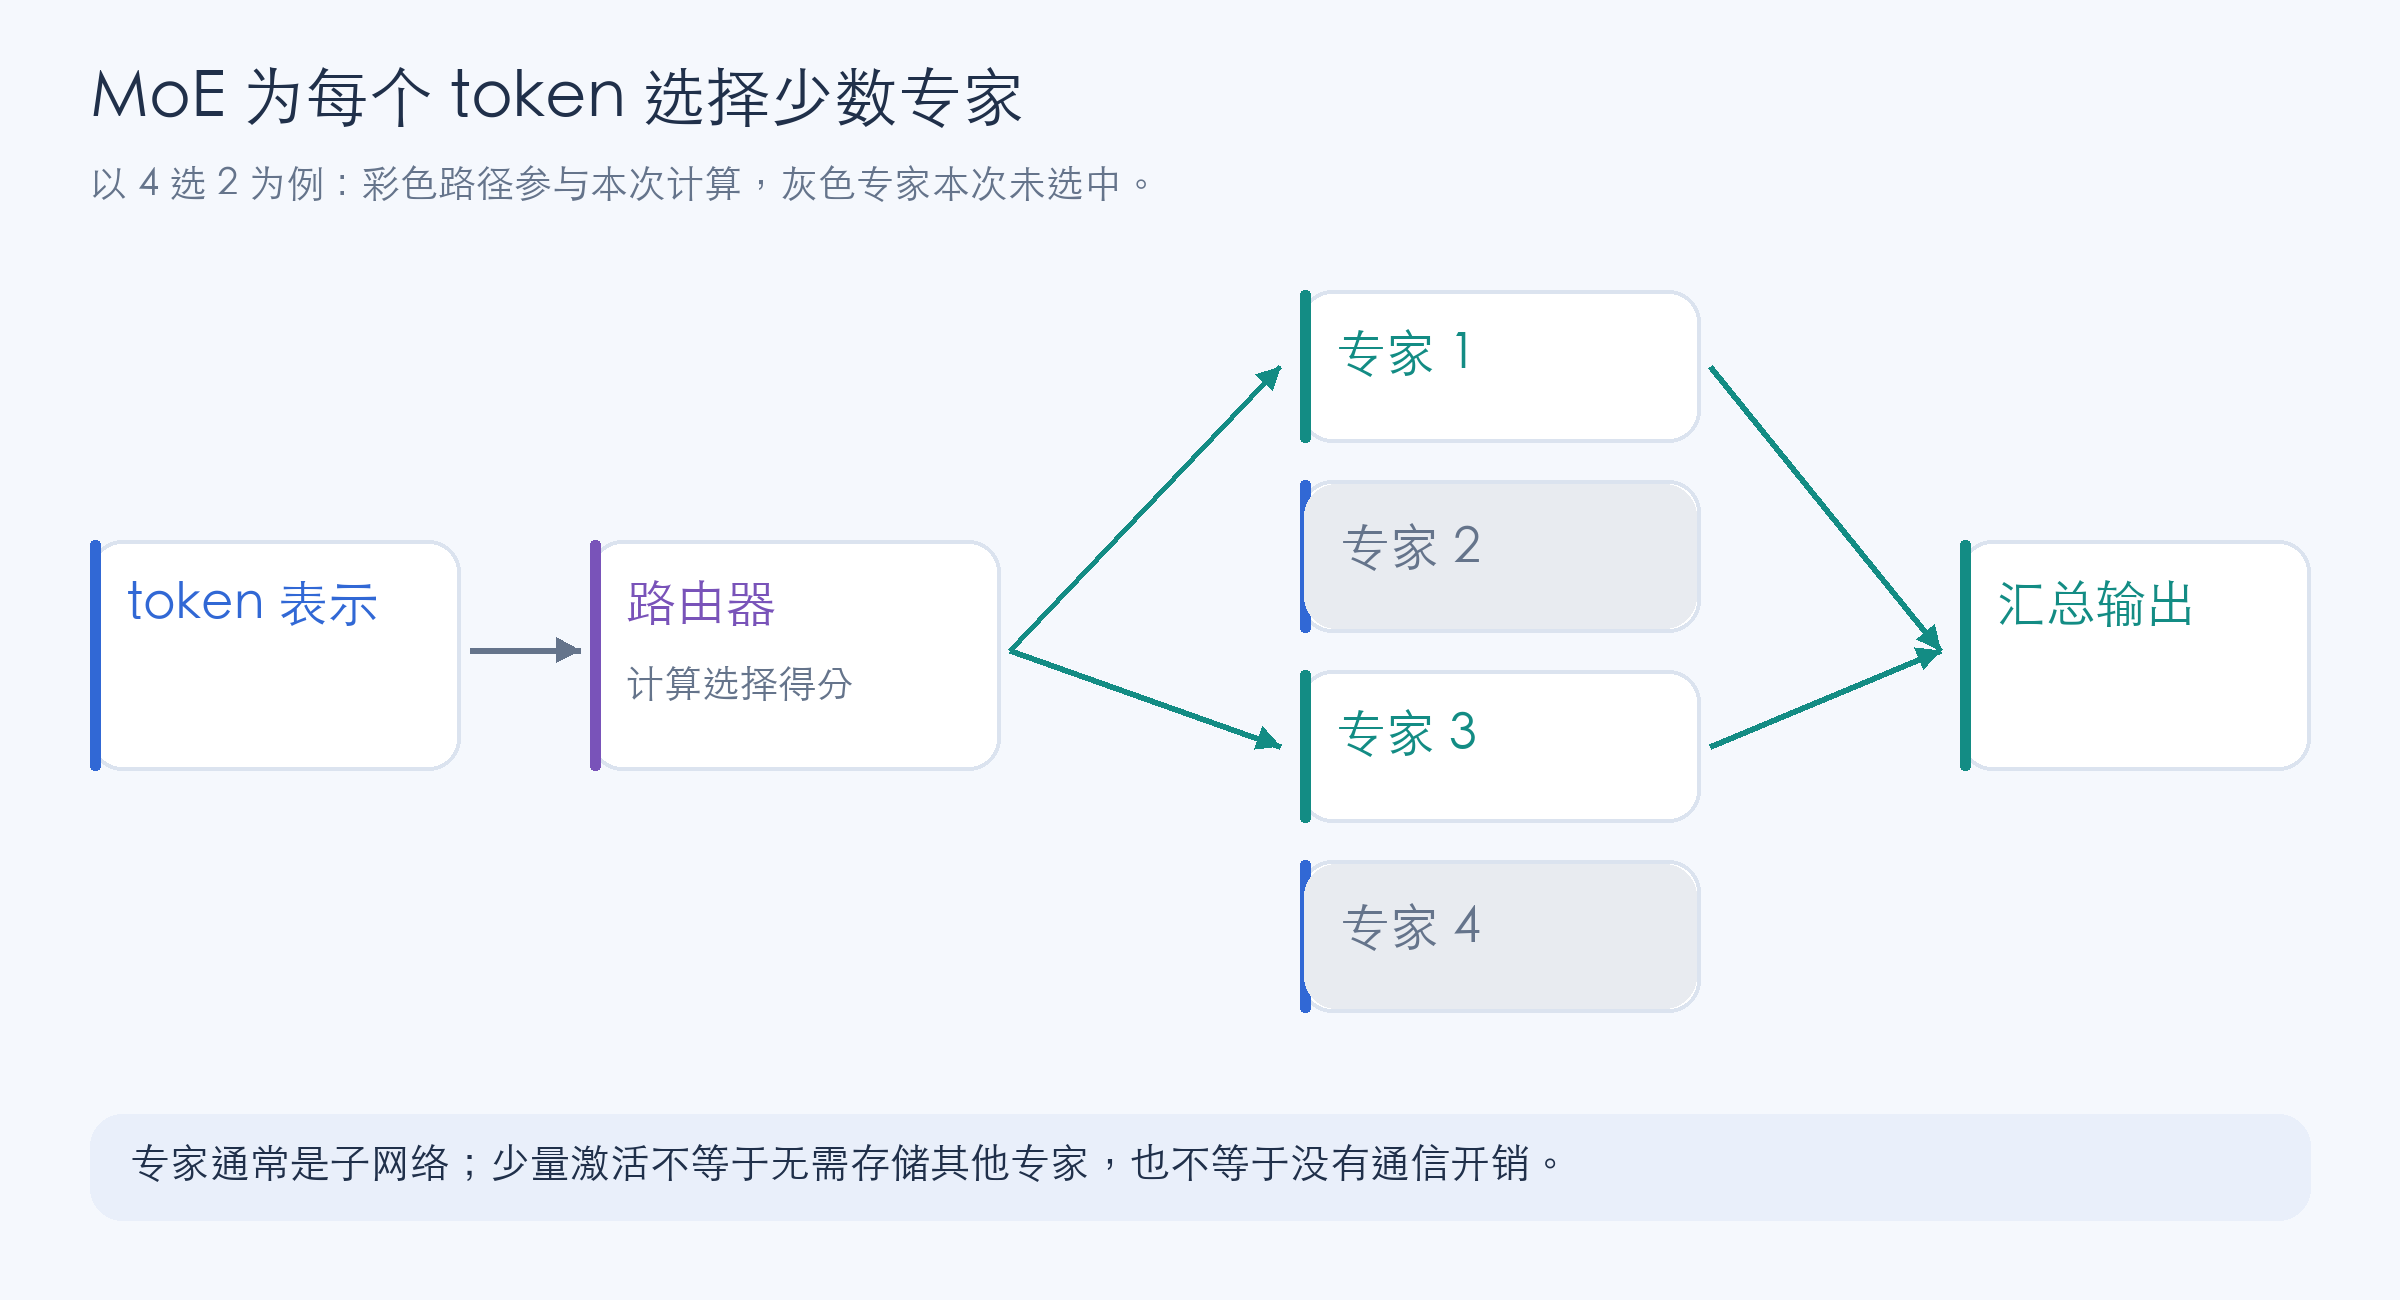 MoE 为每个 token 选择少数专家
以 4 选 2 为例：彩色路径参与本次计算，灰色专家本次未选中。
token 表示
路由器
计算选择得分
专家 1
专家 2
专家 3
专家 4
汇总输出
专家通常是子网络；少量激活不等于无需存储其他专家，也不等于没有通信开销。